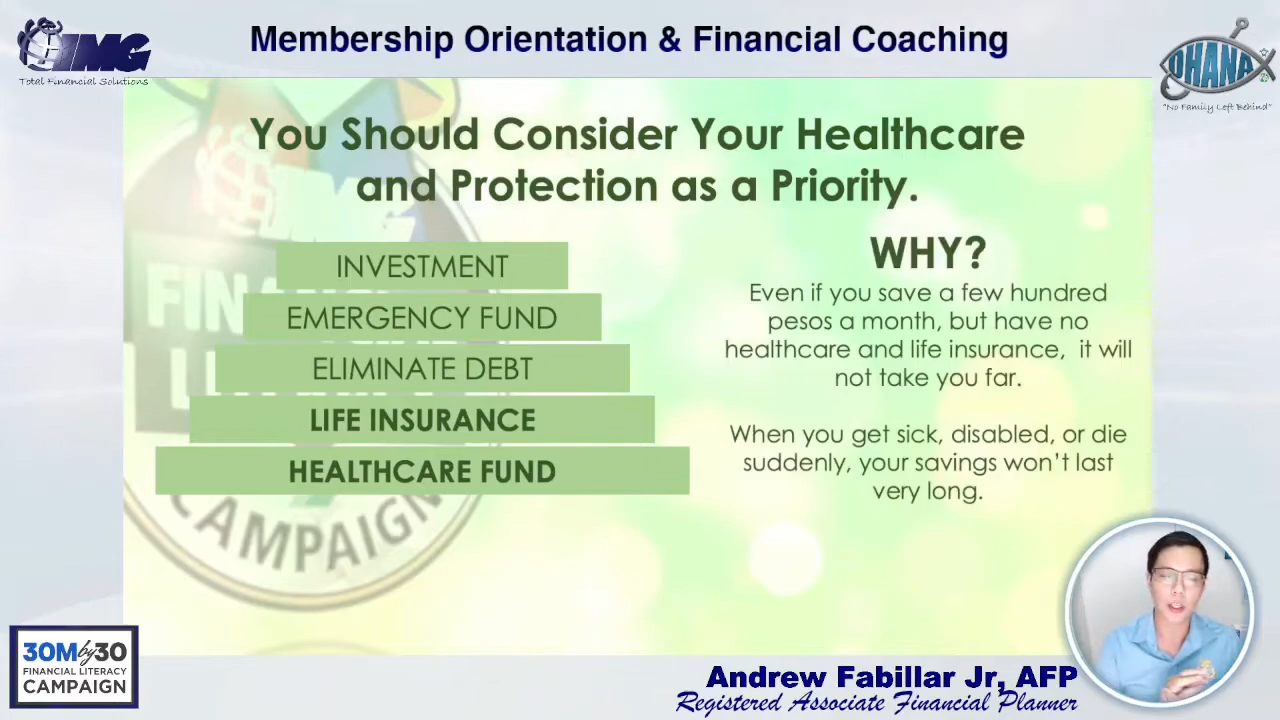 IMG
Total Financial Solutions
Membership Orientation & Financial Coaching
OHANA
"No Family Left Behind"
You Should Consider Your Healthcare
and Protection as a Priority.
INVESTMENT
EMERGENCY FUND
ELIMINATE DEBT
LIFE INSURANCE
HEALTHCARE FUND
WHY?
Even if you save a few hundred
pesos a month, but have no
healthcare and life insurance, it will
not take you far.
When you get sick, disabled, or die
suddenly, your savings won't last
very long.
CAMPAIGN
30M by 30
FINANCIAL LITERACY
CAMPAIGN
Andrew Fabillar Jr, AFP
Registered Associate Financial Planner